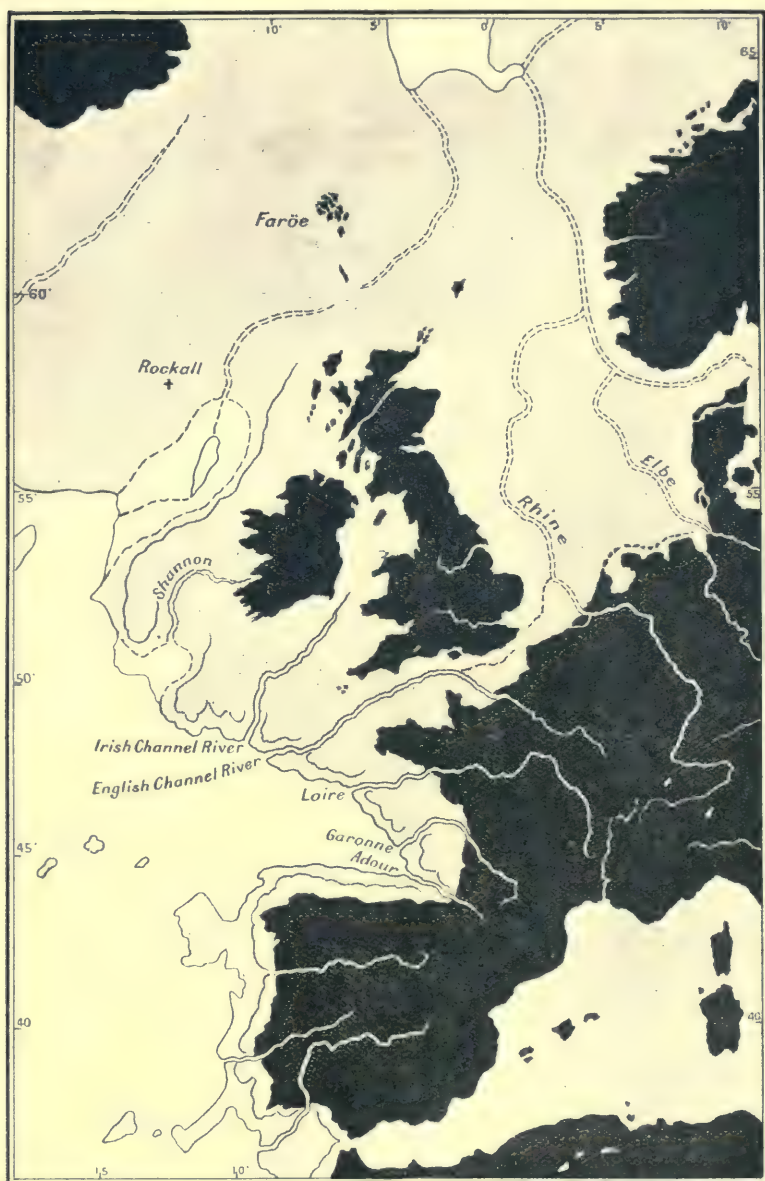 10° 5° 0° 5° 10°
65
Faröe
60°
Rockall
55°
55
Elbe
Rhine
Shannon
50°
Irish Channel River
English Channel River
Loire
45°
Garonne
Adour
40
40
15 10°